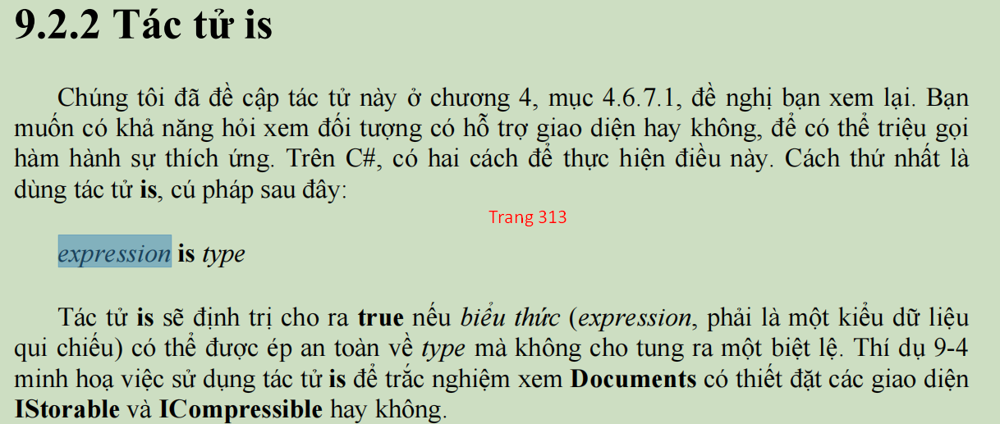 9.2.2 Tác tử is
Chúng tôi đã đề cập tác tử này ở chương 4, mục 4.6.7.1, đề nghị bạn xem lại. Bạn
muốn có khả năng hỏi xem đối tượng có hỗ trợ giao diện hay không, để có thể triệu gọi
hàm hành sự thích ứng. Trên C#, có hai cách để thực hiện điều này. Cách thứ nhất là
dùng tác tử is, cú pháp sau đây:
Trang 313
expression is type
Tác tử is sẽ định trị cho ra true nếu biểu thức (expression, phải là một kiểu dữ liệu
qui chiếu) có thể được ép an toàn về type mà không cho tung ra một biệt lệ. Thí dụ 9-4
minh hoạ việc sử dụng tác tử is để trắc nghiệm xem Documents có thiết đặt các giao diện
IStorable và ICompressible hay không.